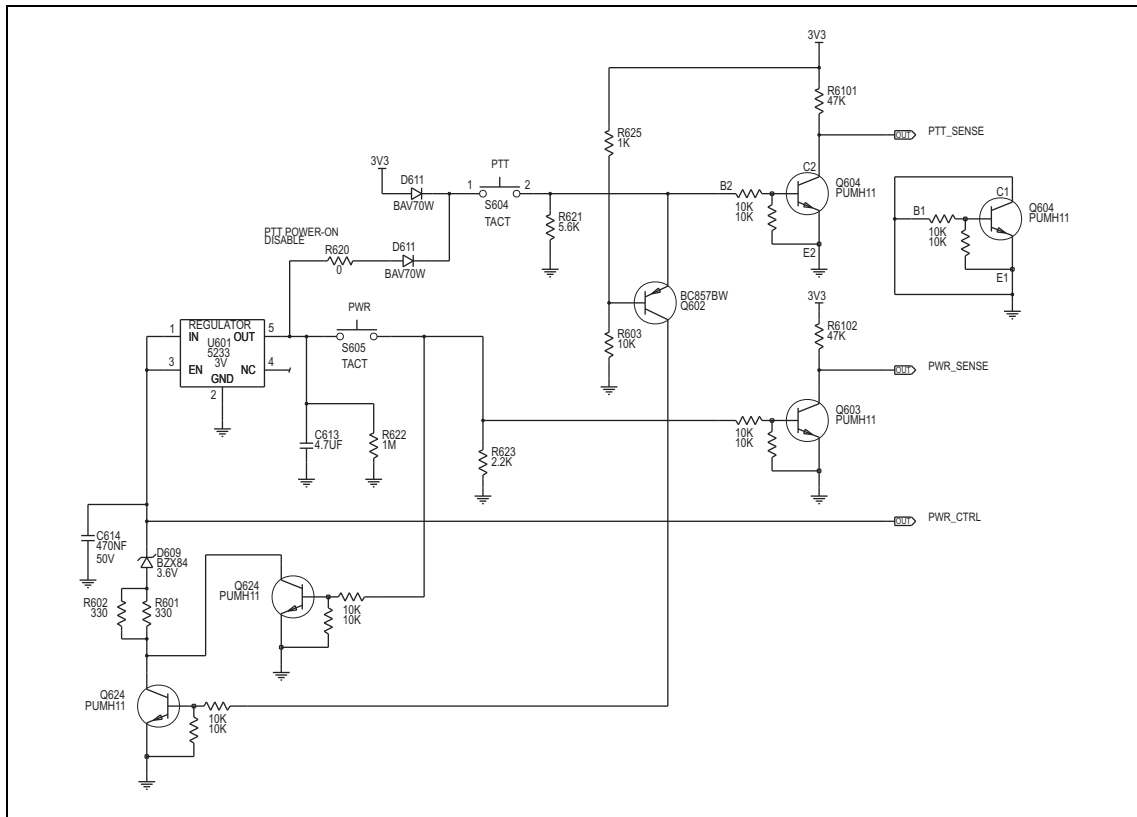 3V3
R6101
47K
OUT
PTT_SENSE
R625
1K
PTT
3V3
D611
1
2
S604
BAV70W
TACT
C2
B2
Q604
PUMH11
10K
10K
E2
C1
B1
Q604
PUMH11
10K
10K
E1
R621
5.6K
PTT POWER-ON
DISABLE
R620
0
D611
BAV70W
BC857BW
Q602
3V3
PWR
REGULATOR
1
IN
OUT
5
U601
5233
3V
3
EN
NC
4
GND
2
S605
TACT
R603
10K
R6102
47K
OUT
PWR_SENSE
Q603
PUMH11
10K
10K
C613
4.7UF
R622
1M
R623
2.2K
OUT
PWR_CTRL
C614
470NF
50V
D609
BZX84
3.6V
Q624
PUMH11
10K
10K
R602
330
R601
330
Q624
PUMH11
10K
10K